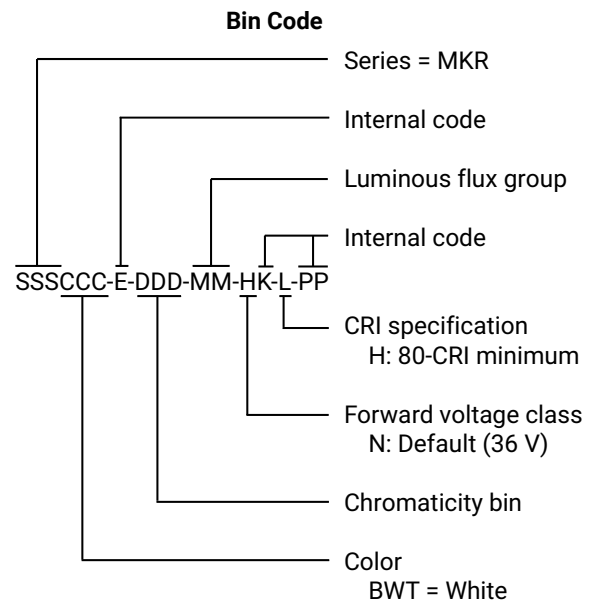 Bin Code
Series = MKR
Internal code
Luminous flux group
Internal code
SSSCCC-E-DDD-MM-HK-L-PP
CRI specification
H: 80-CRI minimum
Forward voltage class
N: Default (36 V)
Chromaticity bin
Color
BWT = White